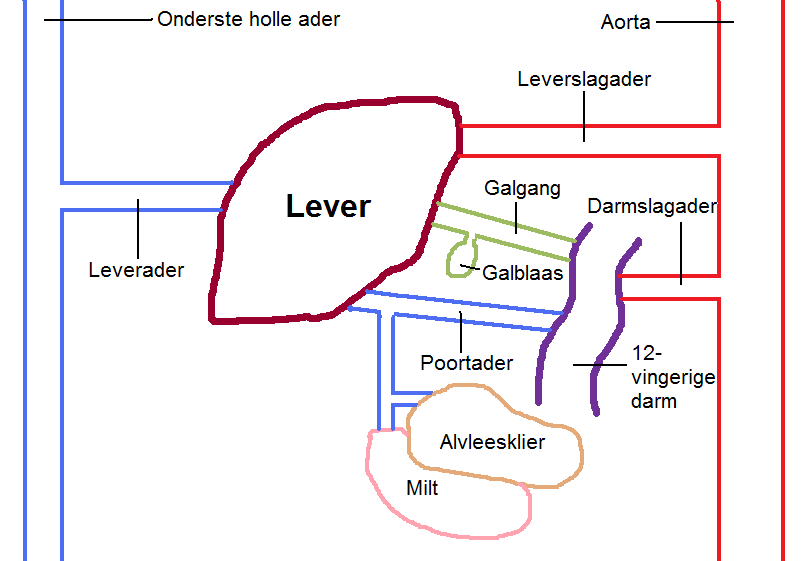 Onderste holle ader
Aorta
Leverslagader
Lever
Galgang
Darmslagader
Leverader
Galblaas
Poortader
12-
vingerige
darm
Alvleesklier
Milt